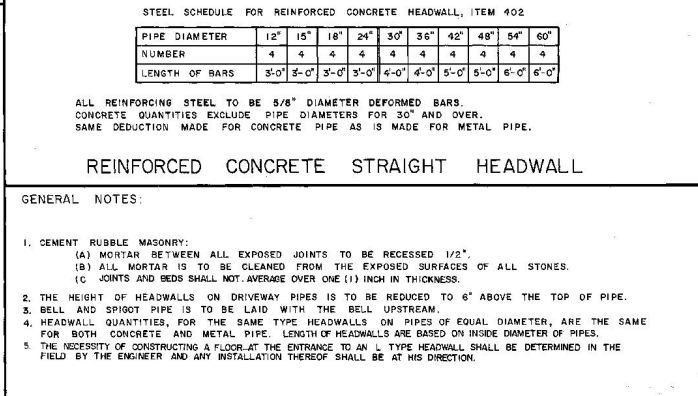 STEEL SCHEDULE FOR REINFORCED CONCRETE HEADWALL, ITEM 402
PIPE DIAMETER 12" 15" 18" 24" 30" 36" 42" 48" 54" 60"
NUMBER 4 4 4 4 4 4 4 4 4 4
LENGTH OF BARS 3'-0" 3'-0" 3'-0" 3'-0" 4'-0" 4'-0" 5'-0" 5'-0" 6'-0" 6'-0"
ALL REINFORCING STEEL TO BE 5/8" DIAMETER DEFORMED BARS.
CONCRETE QUANTITIES EXCLUDE PIPE DIAMETERS FOR 30" AND OVER.
SAME DEDUCTION MADE FOR CONCRETE PIPE AS IS MADE FOR METAL PIPE.
REINFORCED CONCRETE STRAIGHT HEADWALL
GENERAL NOTES:
1. CEMENT RUBBLE MASONRY:
(A) MORTAR BETWEEN ALL EXPOSED JOINTS TO BE RECESSED 1/2".
(B) ALL MORTAR IS TO BE CLEANED FROM THE EXPOSED SURFACES OF ALL STONES.
(C JOINTS AND BEDS SHALL NOT AVERAGE OVER ONE (1) INCH IN THICKNESS.
2. THE HEIGHT OF HEADWALLS ON DRIVEWAY PIPES IS TO BE REDUCED TO 6" ABOVE THE TOP OF PIPE.
3. BELL AND SPIGOT PIPE IS TO BE LAID WITH THE BELL UPSTREAM.
4. HEADWALL QUANTITIES, FOR THE SAME TYPE HEADWALLS ON PIPES OF EQUAL DIAMETER, ARE THE SAME
FOR BOTH CONCRETE AND METAL PIPE. LENGTH OF HEADWALLS ARE BASED ON INSIDE DIAMETER OF PIPES.
5. THE NECESSITY OF CONSTRUCTING A FLOOR AT THE ENTRANCE TO AN L TYPE HEADWALL SHALL BE DETERMINED IN THE
FIELD BY THE ENGINEER AND ANY INSTALLATION THEREOF SHALL BE AT HIS DIRECTION.